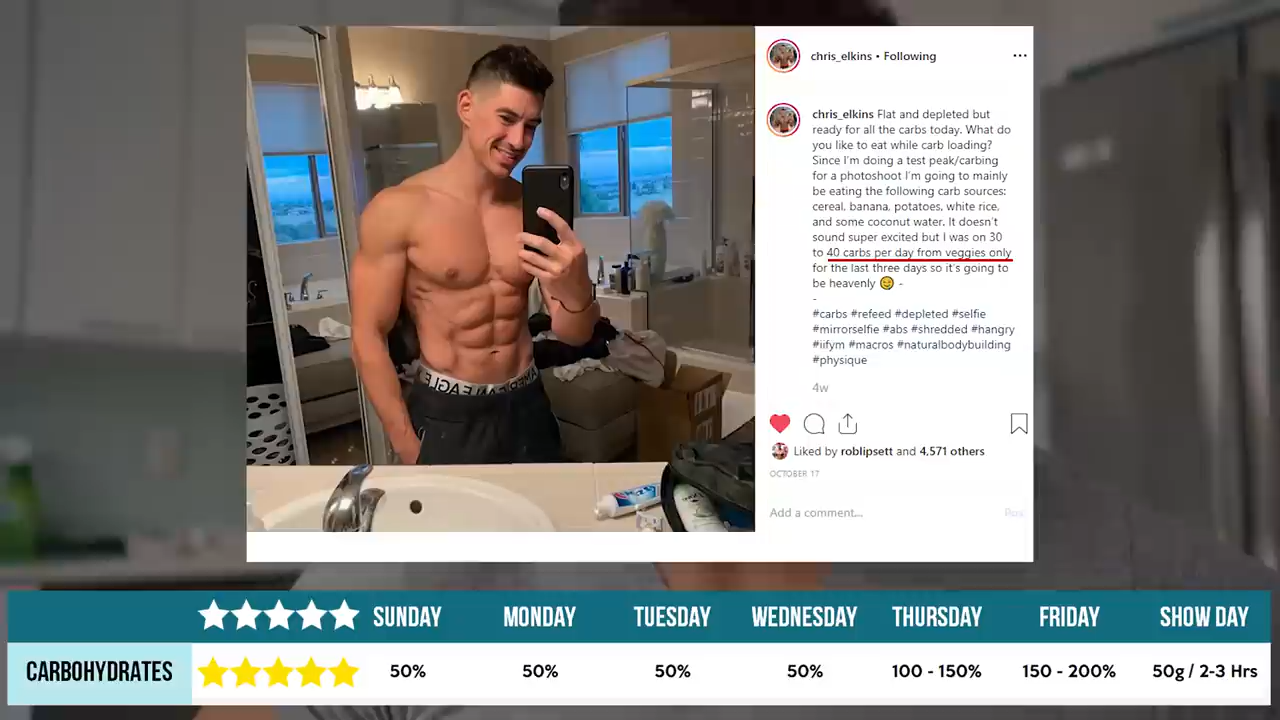 chris_elkins • Following
chris_elkins Flat and depleted but
ready for all the carbs today. What do
you like to eat while carb loading?
Since I'm doing a test peak/carbing
for a photoshoot I'm going to mainly
be eating the following carb sources:
cereal, banana, potatoes, white rice,
and some coconut water. It doesn't
sound super excited but I was on 30
to 40 carbs per day from veggies only
for the last three days so it's going to
be heavenly 😉 -
-
#carbs #refeed #depleted #selfie
#mirrorselfie #abs #shredded #hangry
#iifym #macros #naturalbodybuilding
#physique
4w
Liked by roblipsett and 4,571 others
OCTOBER 17
Add a comment...
SUNDAY MONDAY TUESDAY WEDNESDAY THURSDAY FRIDAY SHOW DAY
CARBOHYDRATES 50% 50% 50% 50% 100 - 150% 150 - 200% 50g / 2-3 Hrs